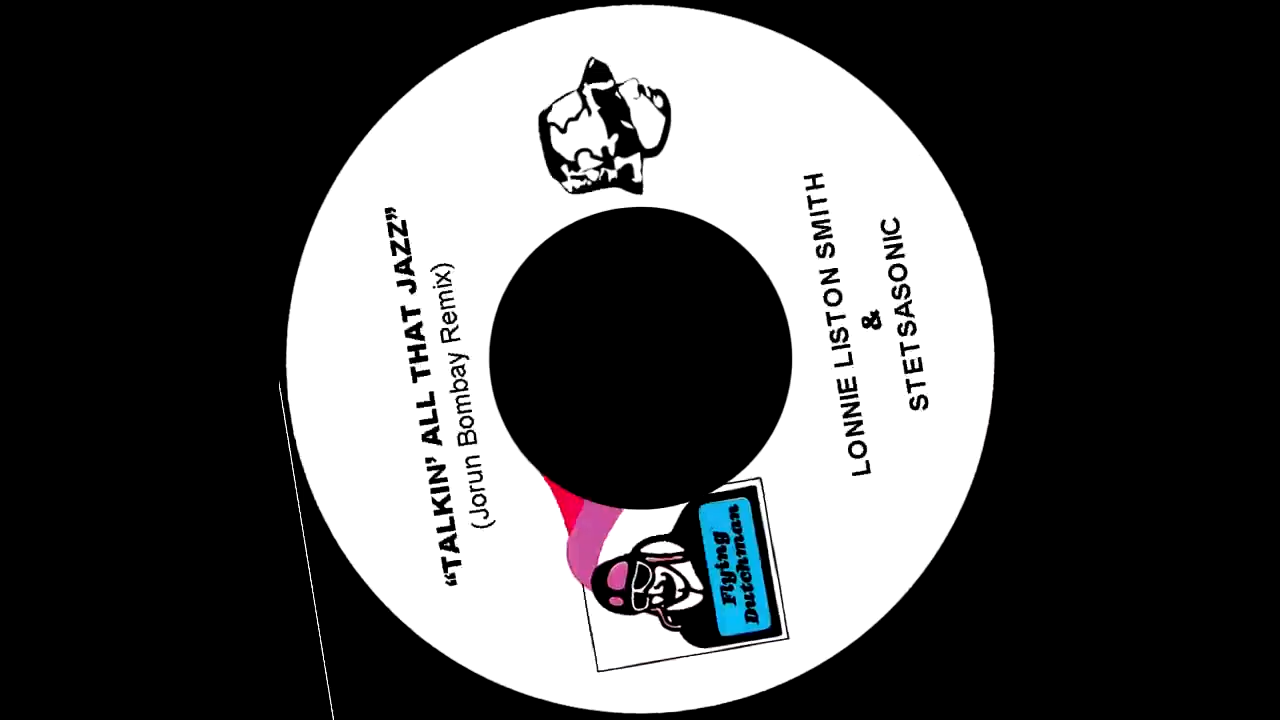 “TALKIN’ ALL THAT JAZZ”
(Jorun Bombay Remix)
LONNIE LISTON SMITH
&
STETSASONIC
Flying
Dutchman